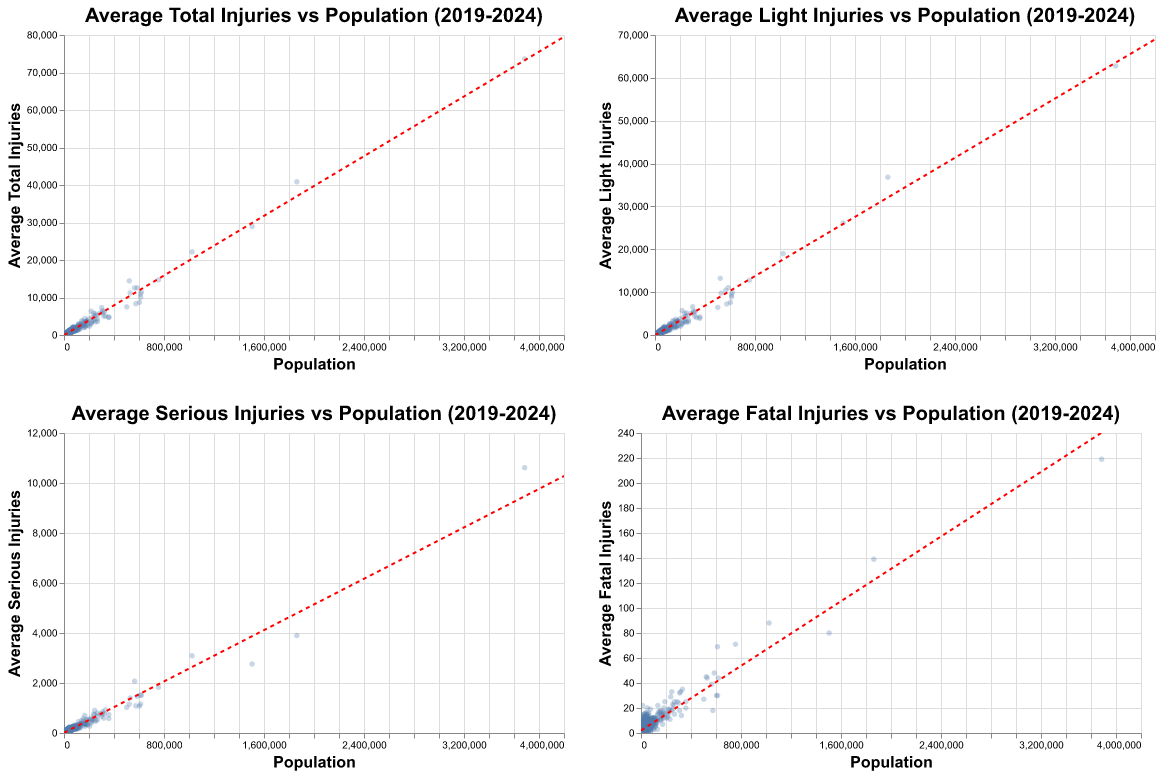 Average Total Injuries vs Population (2019-2024)
80,000
70,000
60,000
50,000
40,000
30,000
20,000
10,000
0
Average Total Injuries
0 800,000 1,600,000 2,400,000 3,200,000 4,000,000
Population
Average Light Injuries vs Population (2019-2024)
70,000
60,000
50,000
40,000
30,000
20,000
10,000
0
Average Light Injuries
0 800,000 1,600,000 2,400,000 3,200,000 4,000,000
Population
Average Serious Injuries vs Population (2019-2024)
12,000
10,000
8,000
6,000
4,000
2,000
0
Average Serious Injuries
0 800,000 1,600,000 2,400,000 3,200,000 4,000,000
Population
Average Fatal Injuries vs Population (2019-2024)
240
220
200
180
160
140
120
100
80
60
40
20
0
Average Fatal Injuries
0 800,000 1,600,000 2,400,000 3,200,000 4,000,000
Population